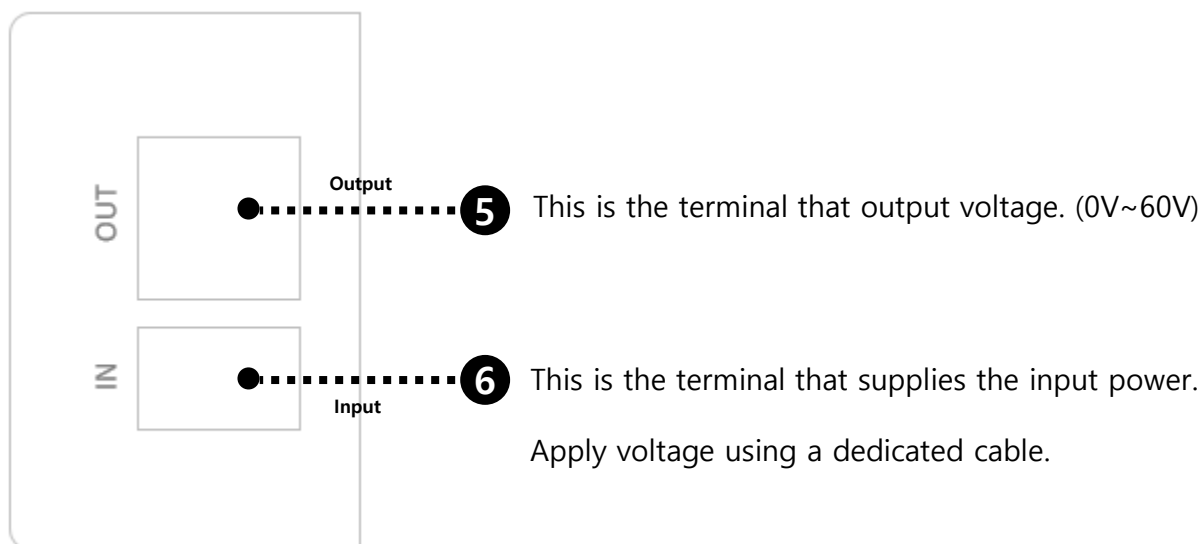 OUT
Output
5 This is the terminal that output voltage. (0V~60V)
IN
Input
6 This is the terminal that supplies the input power.
Apply voltage using a dedicated cable.